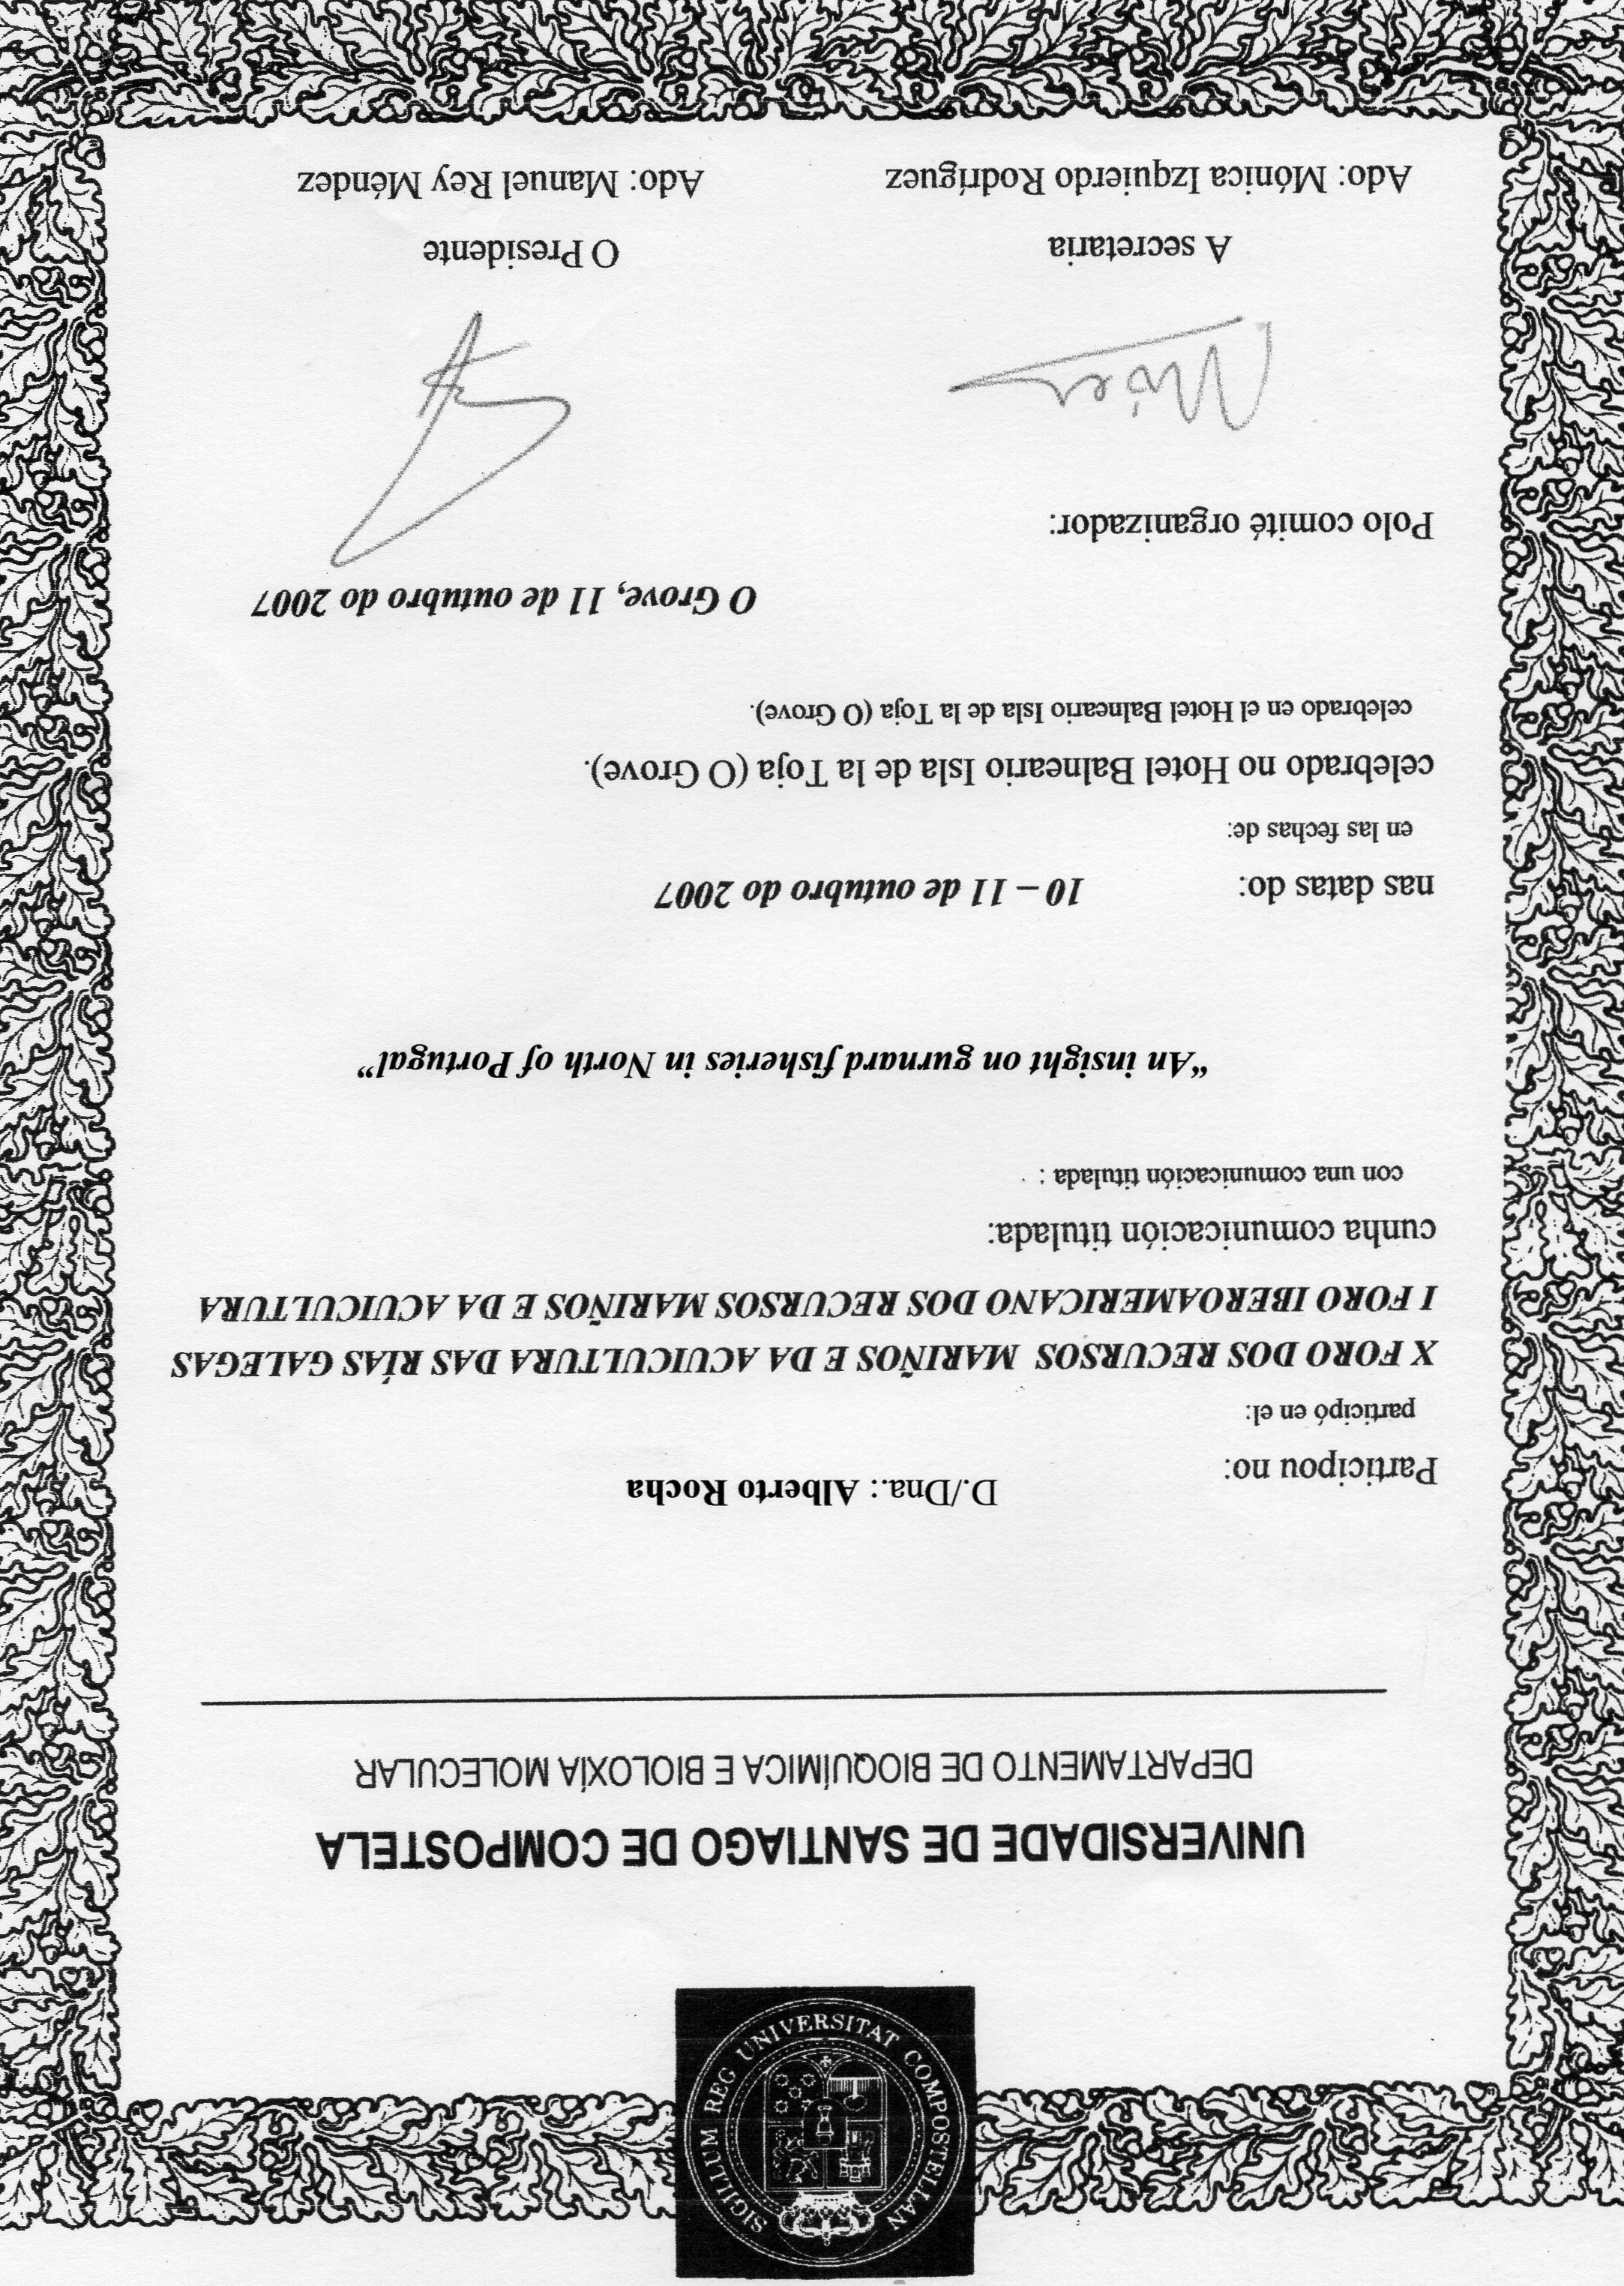 SIGILLUM REG UNIVERSITAT COMPOSTELLAN
UNIVERSIDADE DE SANTIAGO DE COMPOSTELA
DEPARTAMENTO DE BIOQUÍMICA E BIOLOXÍA MOLECULAR
D./Dna.: Alberto Rocha
Participou no:
participó en el:
X FORO DOS RECURSOS MARIÑOS E DA ACUICULTURA DAS RÍAS GALEGAS
I FORO IBEROAMERICANO DOS RECURSOS MARIÑOS E DA ACUICULTURA
cunha comunicación titulada:
con una comunicación titulada :
“An insight on gurnard fisheries in North of Portugal”
nas datas do: 10 – 11 de outubro do 2007
en las fechas de:
celebrado no Hotel Balneario Isla de la Toja (O Grove).
celebrado en el Hotel Balneario Isla de la Toja (O Grove).
O Grove, 11 de outubro do 2007
Polo comité organizador:
A secretaria
O Presidente
Ado: Mónica Izquierdo Rodríguez
Ado: Manuel Rey Méndez